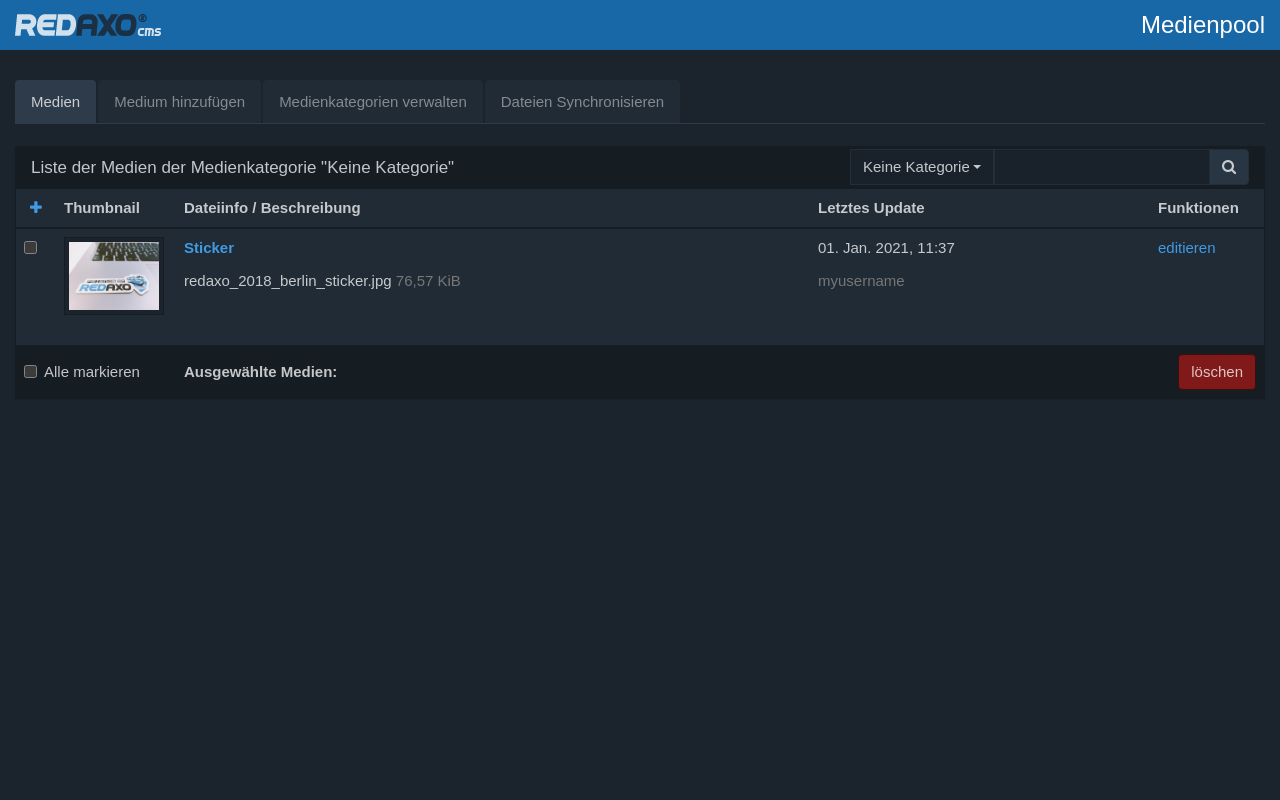 REDAXO® cms
Medienpool
Medien Medium hinzufügen Medienkategorien verwalten Dateien Synchronisieren
Liste der Medien der Medienkategorie "Keine Kategorie" Keine Kategorie
Thumbnail Dateiinfo / Beschreibung Letztes Update Funktionen
Sticker 01. Jan. 2021, 11:37 editieren
REDAXO
redaxo_2018_berlin_sticker.jpg 76,57 KiB myusername
Alle markieren Ausgewählte Medien: löschen